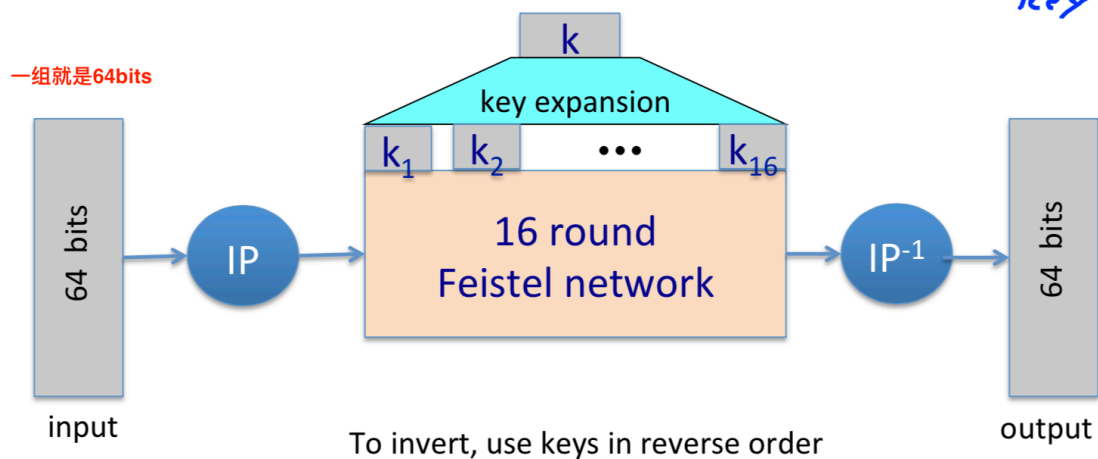 key
k
一组就是64bits
key expansion
k₁ k₂ ••• k₁₆
64 bits
IP
16 round
Feistel network
IP⁻¹
64 bits
input
output
To invert, use keys in reverse order